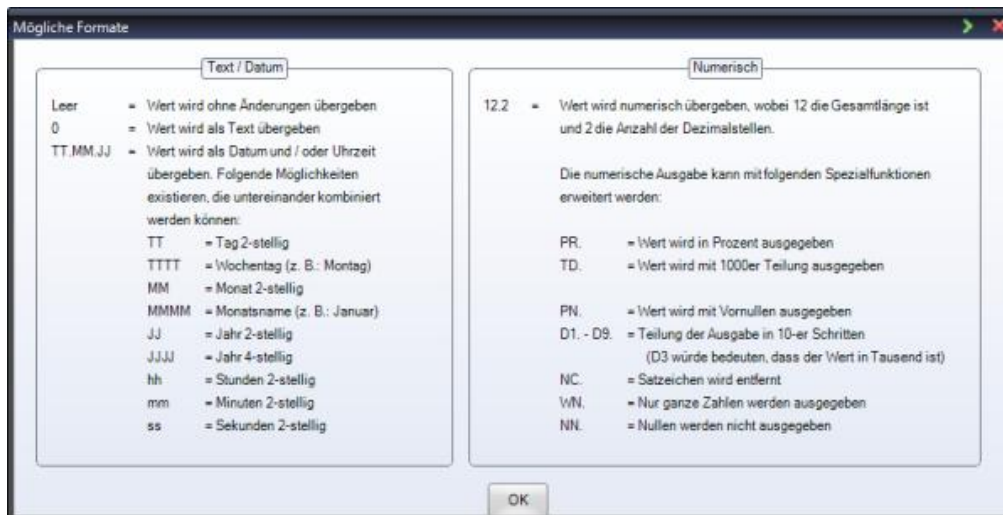 Mögliche Formate
Text / Datum
Leer = Wert wird ohne Änderungen übergeben
0 = Wert wird als Text übergeben
TT.MM.JJ = Wert wird als Datum und / oder Uhrzeit
übergeben. Folgende Möglichkeiten
existieren, die untereinander kombiniert
werden können:
TT = Tag 2-stellig
TTTT = Wochentag (z. B.: Montag)
MM = Monat 2-stellig
MMMM = Monatsname (z. B.: Januar)
JJ = Jahr 2-stellig
JJJJ = Jahr 4-stellig
hh = Stunden 2-stellig
mm = Minuten 2-stellig
ss = Sekunden 2-stellig
Numerisch
12.2 = Wert wird numerisch übergeben, wobei 12 die Gesamtlänge ist
und 2 die Anzahl der Dezimalstellen.
Die numerische Ausgabe kann mit folgenden Spezialfunktionen
erweitert werden:
PR. = Wert wird in Prozent ausgegeben
TD. = Wert wird mit 1000er Teilung ausgegeben
PN. = Wert wird mit Vornullen ausgegeben
D1. - D9. = Teilung der Ausgabe in 10-er Schritten
(D3 würde bedeuten, dass der Wert in Tausend ist)
NC. = Satzeichen wird entfernt
WN. = Nur ganze Zahlen werden ausgegeben
NN. = Nullen werden nicht ausgegeben
OK